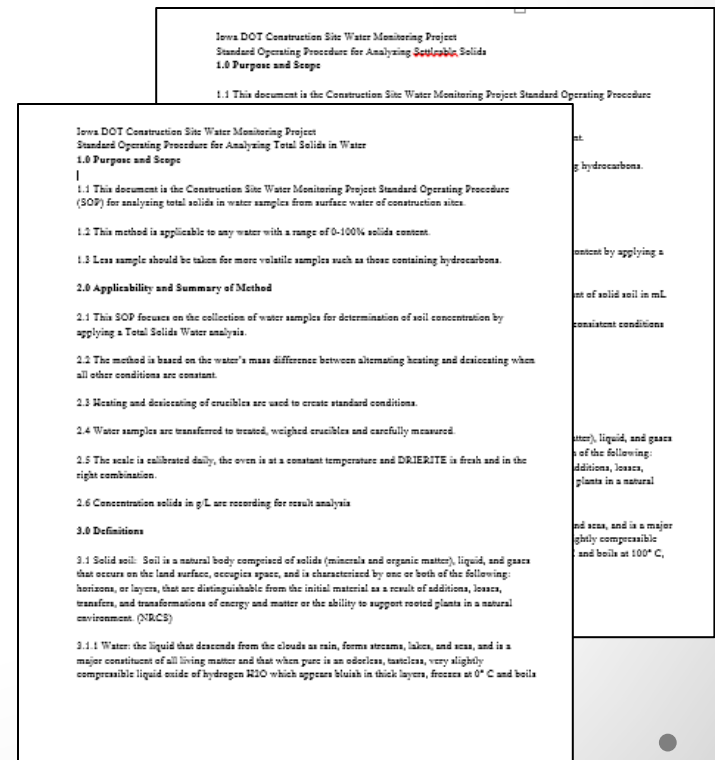 Iowa DOT Construction Site Water Monitoring Project
Standard Operating Procedure for Analyzing Settleable Solids
1.0 Purpose and Scope
1.1 This document is the Construction Site Water Monitoring Project Standard Operating Procedure
nt.
g hydrocarbons.
ontent by applying a
nt of solid soil in mL
consistent conditions
tter), liquid, and gases
of the following:
dditions, losses,
plants in a natural
nd seas, and is a major
ghtly compressible
and boils at 100° C,
Iowa DOT Construction Site Water Monitoring Project
Standard Operating Procedure for Analyzing Total Solids in Water
1.0 Purpose and Scope
1.1 This document is the Construction Site Water Monitoring Project Standard Operating Procedure
(SOP) for analyzing total solids in water samples from surface water of construction sites.
1.2 This method is applicable to any water with a range of 0-100% solids content.
1.3 Less sample should be taken for more volatile samples such as those containing hydrocarbons.
2.0 Applicability and Summary of Method
2.1 This SOP focuses on the collection of water samples for determination of soil concentration by
applying a Total Solids Water analysis.
2.2 The method is based on the water's mass difference between alternating heating and desiccating when
all other conditions are constant.
2.3 Heating and desiccating of crucibles are used to create standard conditions.
2.4 Water samples are transferred to treated, weighed crucibles and carefully measured.
2.5 The scale is calibrated daily, the oven is at a constant temperature and DRIERITE is fresh and in the
right combination.
2.6 Concentration solids in g/L are recording for result analysis
3.0 Definitions
3.1 Solid soil: Soil is a natural body comprised of solids (minerals and organic matter), liquid, and gases
that occurs on the land surface, occupies space, and is characterized by one or both of the following:
horizons, or layers, that are distinguishable from the initial material as a result of additions, losses,
transfers, and transformations of energy and matter or the ability to support rooted plants in a natural
environment. (NRCS)
3.1.1 Water: the liquid that descends from the clouds as rain, forms streams, lakes, and seas, and is a
major constituent of all living matter and that when pure is an odorless, tasteless, very slightly
compressible liquid oxide of hydrogen H2O which appears bluish in thick layers, freezes at 0° C and boils